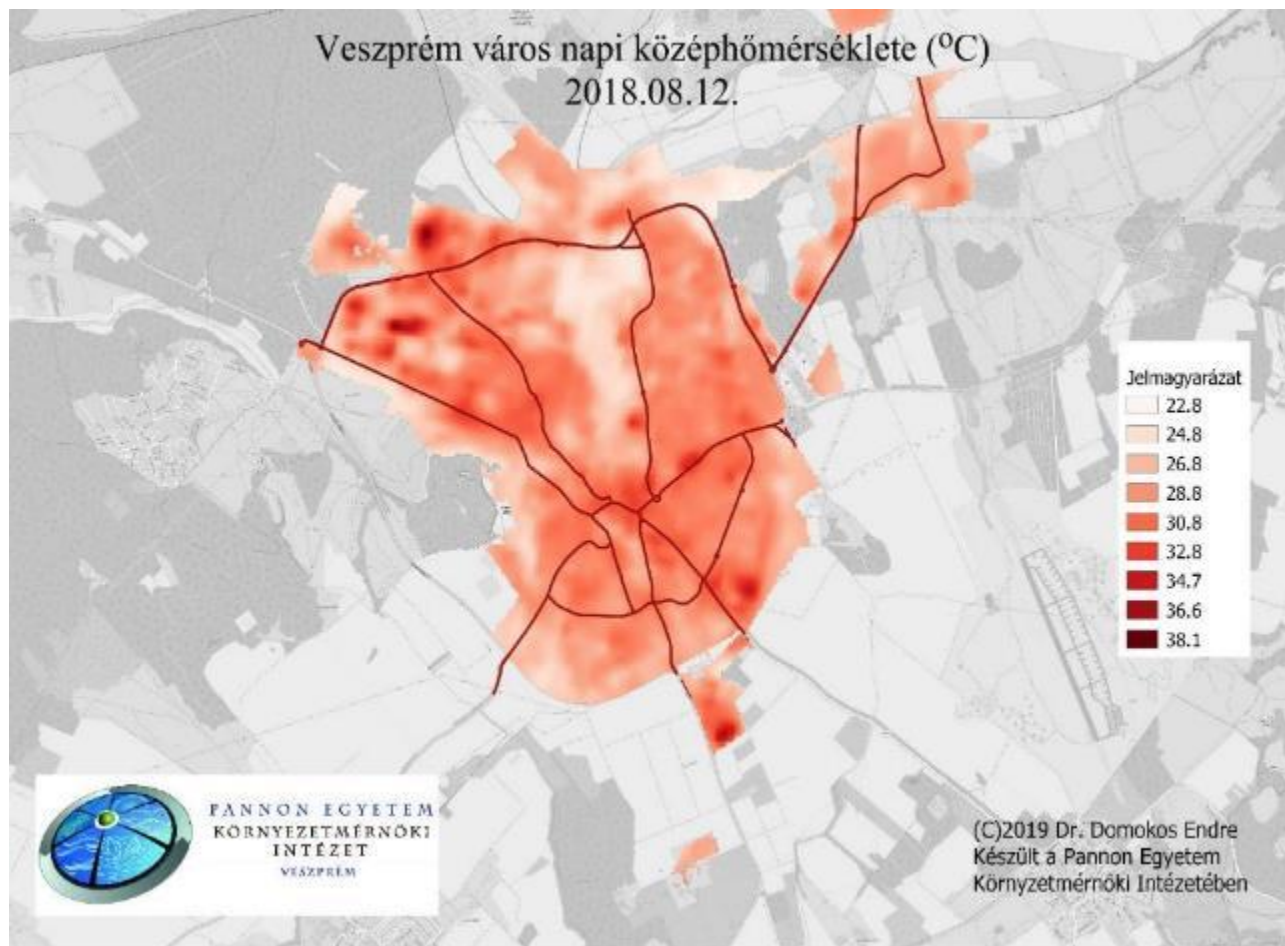 Veszprém város napi középhőmérséklete (°C)
2018.08.12.
Jelmagyarázat
22.8
24.8
26.8
28.8
30.8
32.8
34.7
36.6
38.1
PANNON EGYETEM
KÖRNYEZETMÉRNÖKI
INTÉZET
VESZPRÉM
(C)2019 Dr. Domokos Endre
Készült a Pannon Egyetem
Környzetmérnöki Intézetében